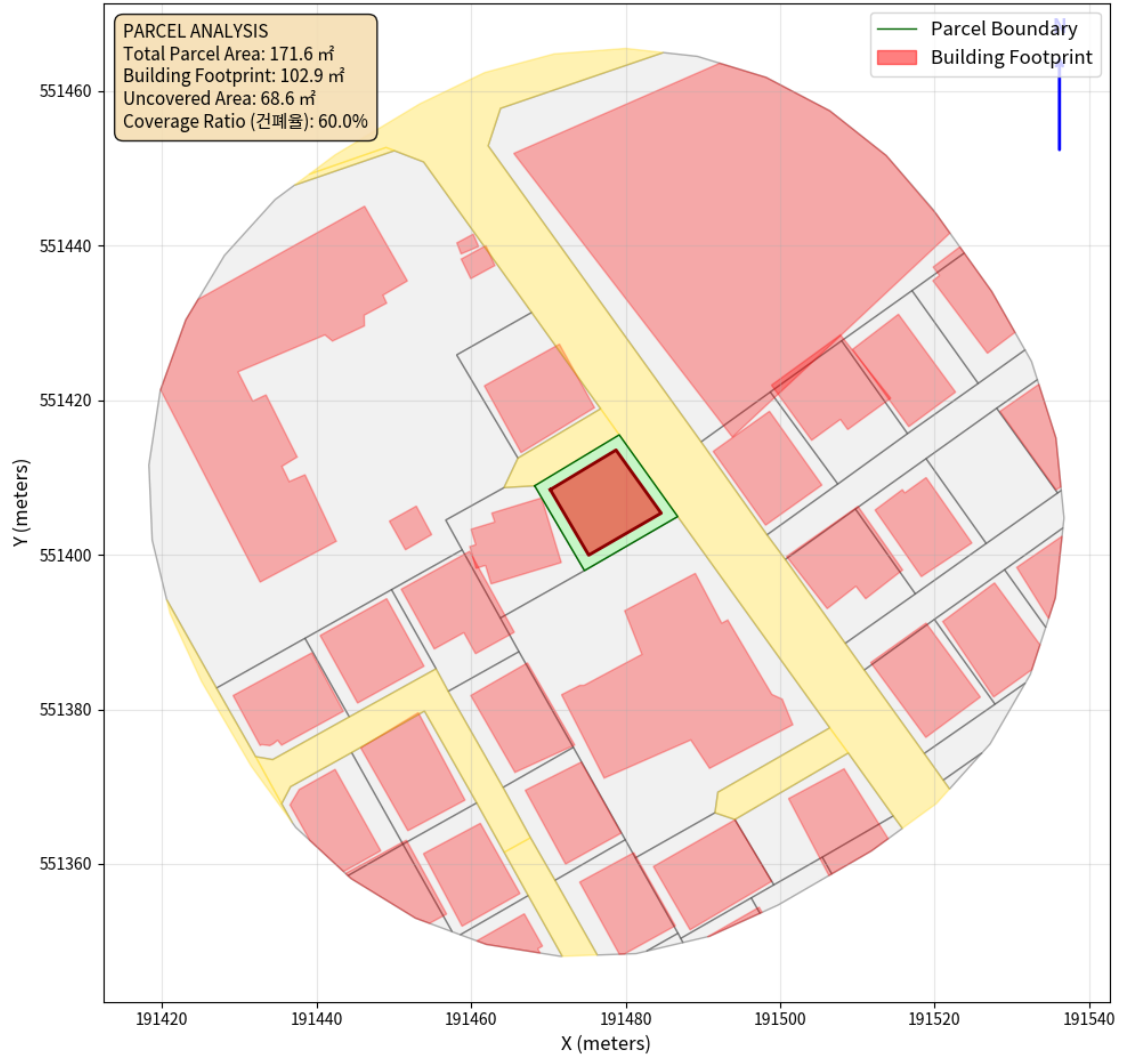 PARCEL ANALYSIS
Total Parcel Area: 171.6 ㎡
Building Footprint: 102.9 ㎡
Uncovered Area: 68.6 ㎡
Coverage Ratio (건폐율): 60.0%
Parcel Boundary
Building Footprint
N
551460
551440
551420
551400
551380
551360
Y (meters)
191420
191440
191460
191480
191500
191520
191540
X (meters)